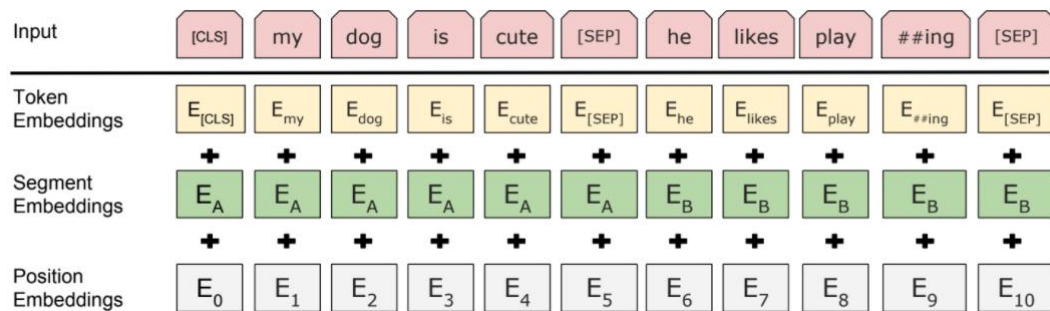 Input [CLS] my dog is cute [SEP] he likes play ##ing [SEP]
Token
Embeddings E[CLS] Emy Edog Eis Ecute E[SEP] Ehe Elikes Eplay E##ing E[SEP]
+ + + + + + + + + + +
Segment
Embeddings EA EA EA EA EA EA EB EB EB EB EB
+ + + + + + + + + + +
Position
Embeddings E0 E1 E2 E3 E4 E5 E6 E7 E8 E9 E10